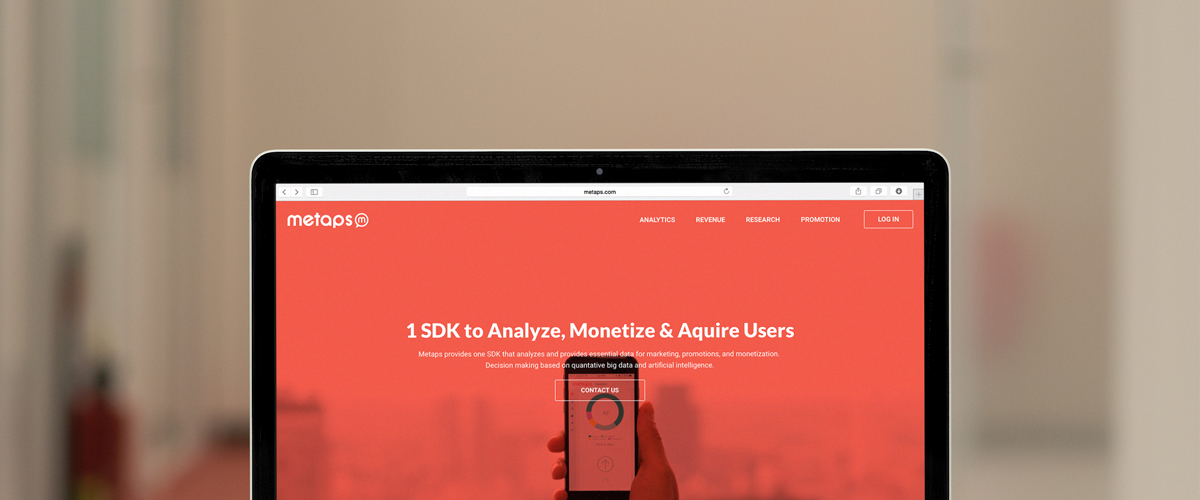 metaps.com
metaps m
ANALYTICS REVENUE RESEARCH PROMOTION LOG IN
1 SDK to Analyze, Monetize & Aquire Users
Metaps provides one SDK that analyzes and provides essential data for marketing, promotions, and monetization.
Decision making based on quantative big data and artificial intelligence.
CONTACT US